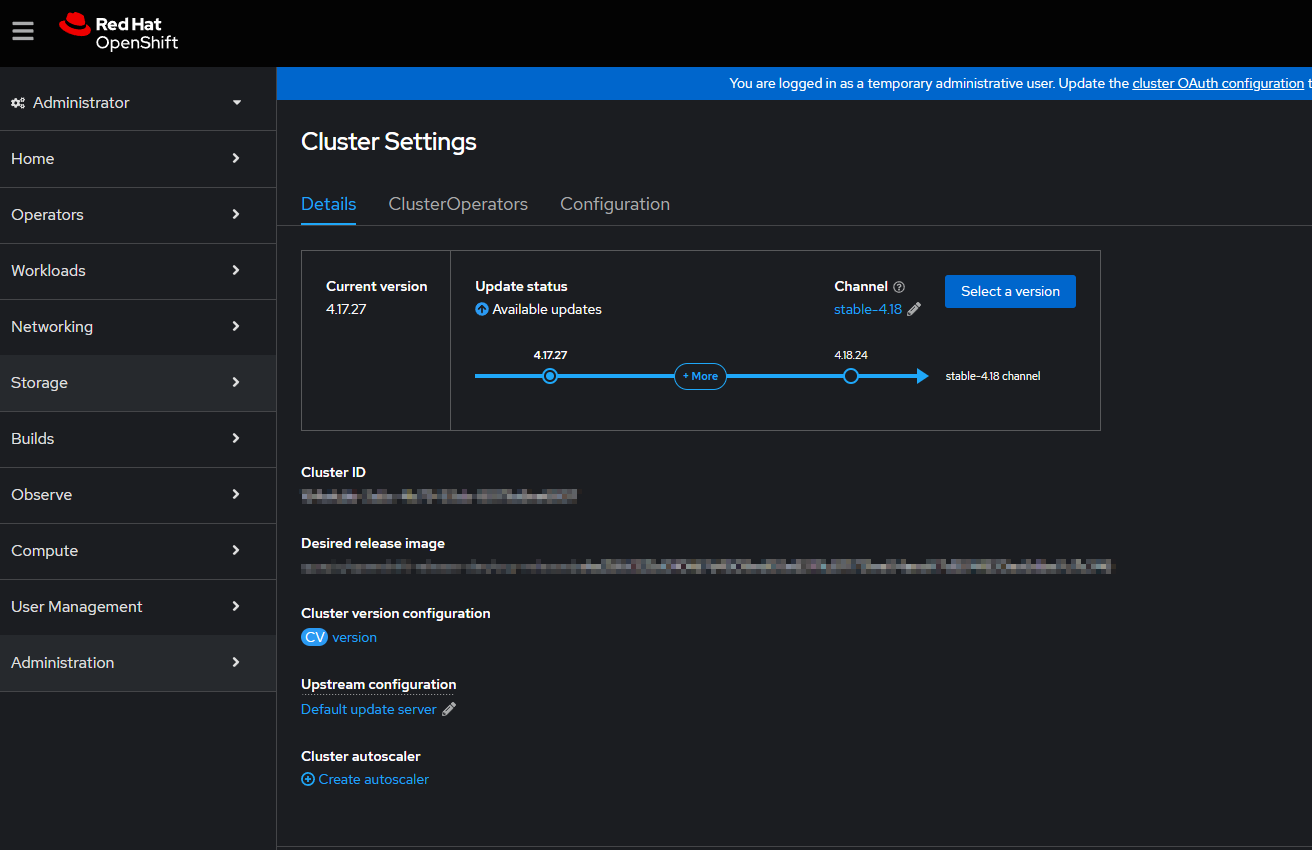 Red Hat
OpenShift
You are logged in as a temporary administrative user. Update the cluster OAuth configuration t
Administrator
Home
Operators
Workloads
Networking
Storage
Builds
Observe
Compute
User Management
Administration
Cluster Settings
Details ClusterOperators Configuration
Current version
4.17.27
Update status
Available updates
Channel
stable-4.18
Select a version
4.17.27
+ More
4.18.24
stable-4.18 channel
Cluster ID
Desired release image
Cluster version configuration
CV version
Upstream configuration
Default update server
Cluster autoscaler
Create autoscaler